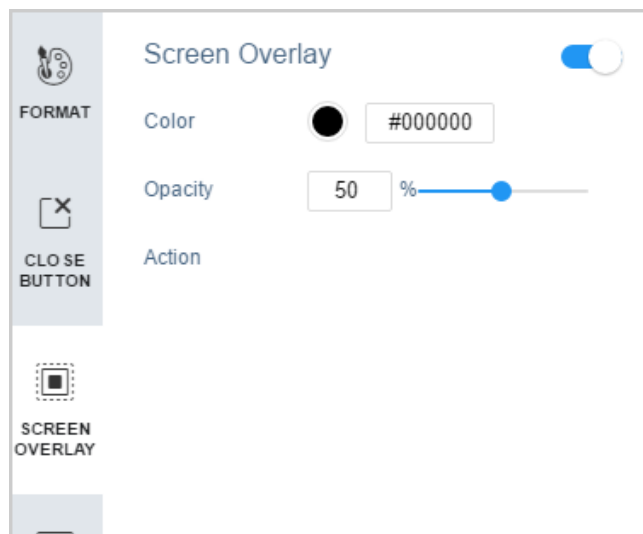 FORMAT
CLOSE
BUTTON
SCREEN
OVERLAY
Screen Overlay
Color
#000000
Opacity
50
%
Action